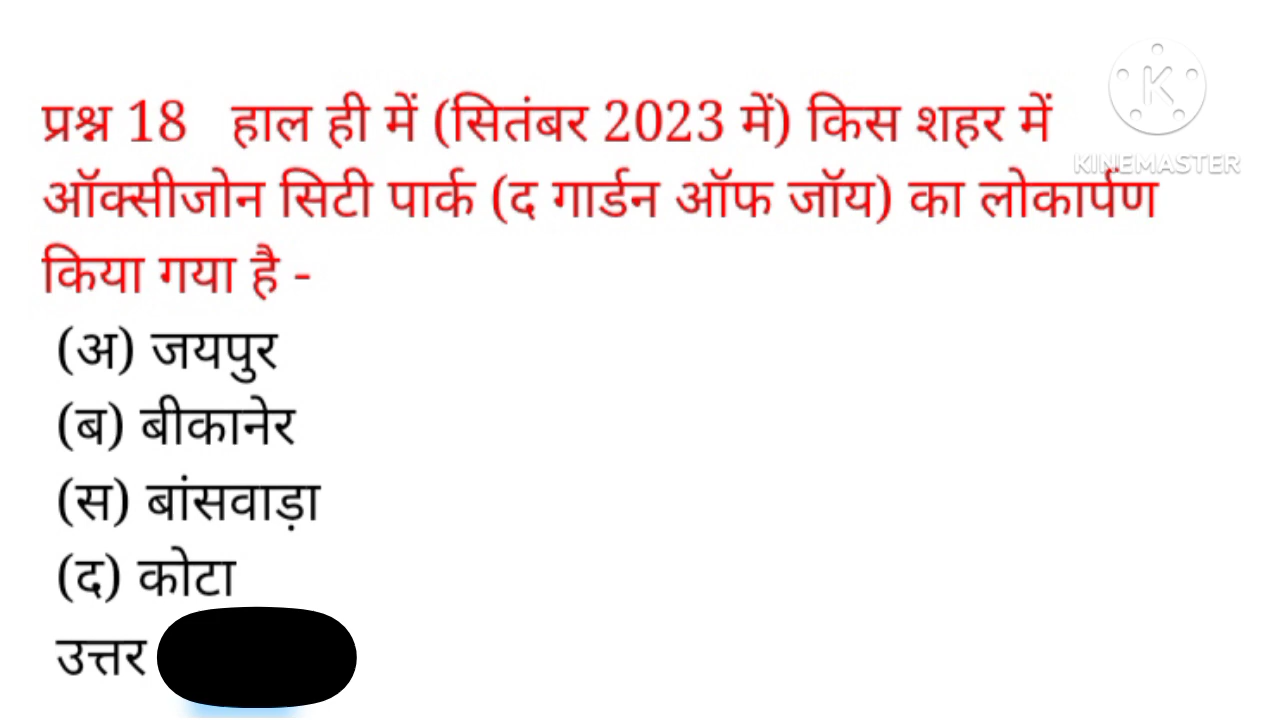 प्रश्न 18 हाल ही में (सितंबर 2023 में) किस शहर में
KINEMASTER
ऑक्सीजोन सिटी पार्क (द गार्डन ऑफ जॉय) का लोकार्पण
किया गया है -
(अ) जयपुर
(ब) बीकानेर
(स) बांसवाड़ा
(द) कोटा
उत्तर